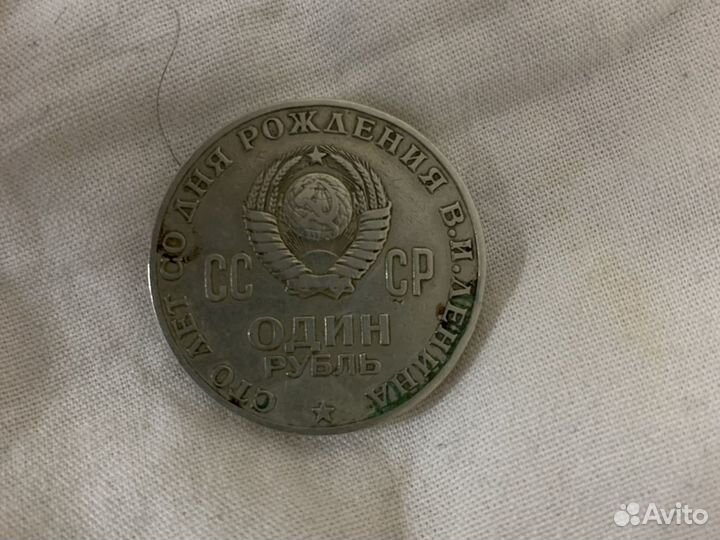 СТО ЛЕТ СО ДНЯ РОЖДЕНИЯ В.И.ЛЕНИНА
СС СР
ОДИН
РУБЛЬ
Avito